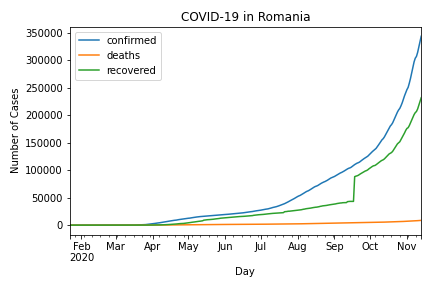 COVID-19 in Romania
350000
300000
250000
200000
150000
100000
50000
0
Number of Cases
confirmed
deaths
recovered
Feb Mar Apr May Jun Jul Aug Sep Oct Nov
2020
Day